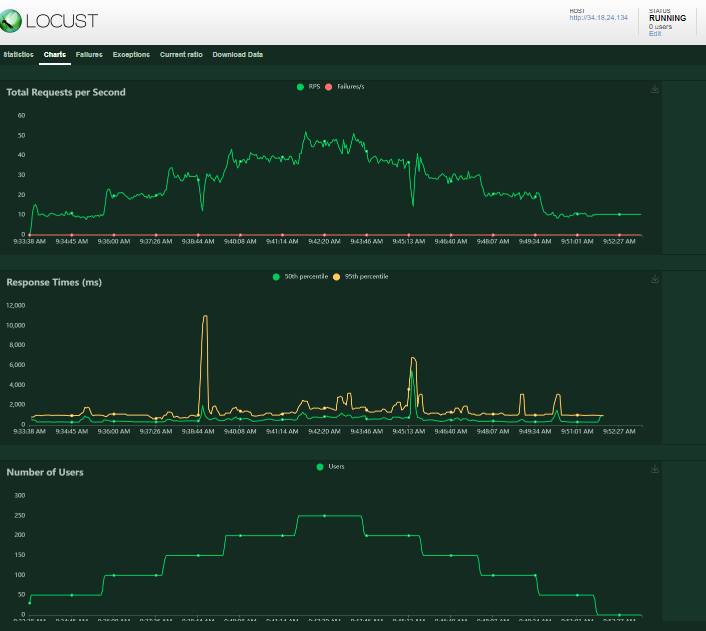 LOCUST
HOST
http://34.18.24.134
STATUS
RUNNING
0 users
Edit
Statistics Charts Failures Exceptions Current ratio Download Data
Total Requests per Second
RPS Failures/s
60
50
40
30
20
10
0
9:33:38 AM 9:34:45 AM 9:36:00 AM 9:37:26 AM 9:38:44 AM 9:40:08 AM 9:41:14 AM 9:42:20 AM 9:43:46 AM 9:45:13 AM 9:46:40 AM 9:48:07 AM 9:49:34 AM 9:51:01 AM 9:52:27 AM
Response Times (ms)
50th percentile 95th percentile
12,000
10,000
8,000
6,000
4,000
2,000
0
9:33:38 AM 9:34:45 AM 9:36:00 AM 9:37:26 AM 9:38:44 AM 9:40:08 AM 9:41:14 AM 9:42:20 AM 9:43:46 AM 9:45:13 AM 9:46:40 AM 9:48:07 AM 9:49:34 AM 9:51:01 AM 9:52:27 AM
Number of Users
Users
300
250
200
150
100
50
0